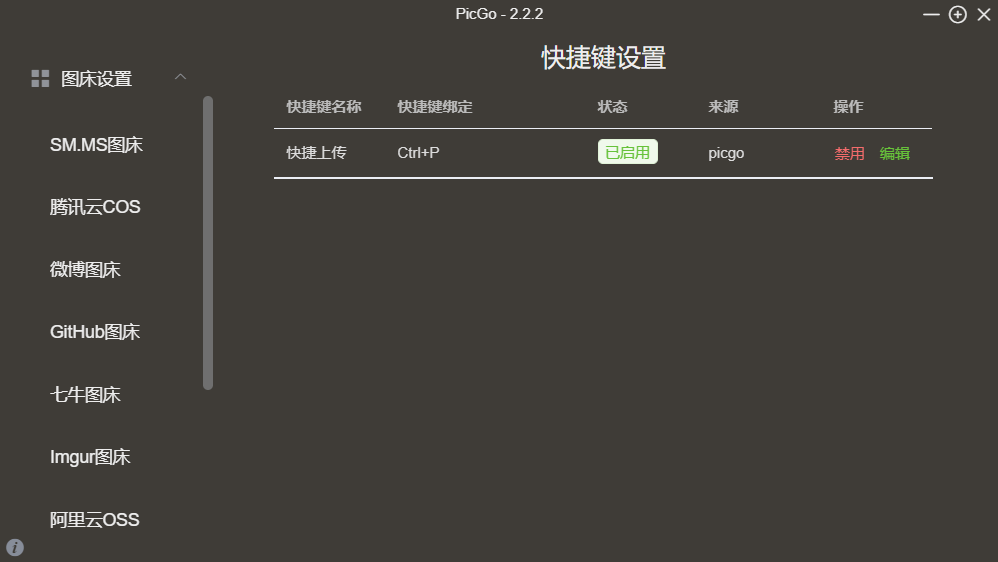 PicGo - 2.2.2
图床设置
SM.MS图床
腾讯云COS
微博图床
GitHub图床
七牛图床
Imgur图床
阿里云OSS
快捷键设置
快捷键名称 快捷键绑定 状态 来源 操作
快捷上传 Ctrl+P 已启用 picgo 禁用 编辑